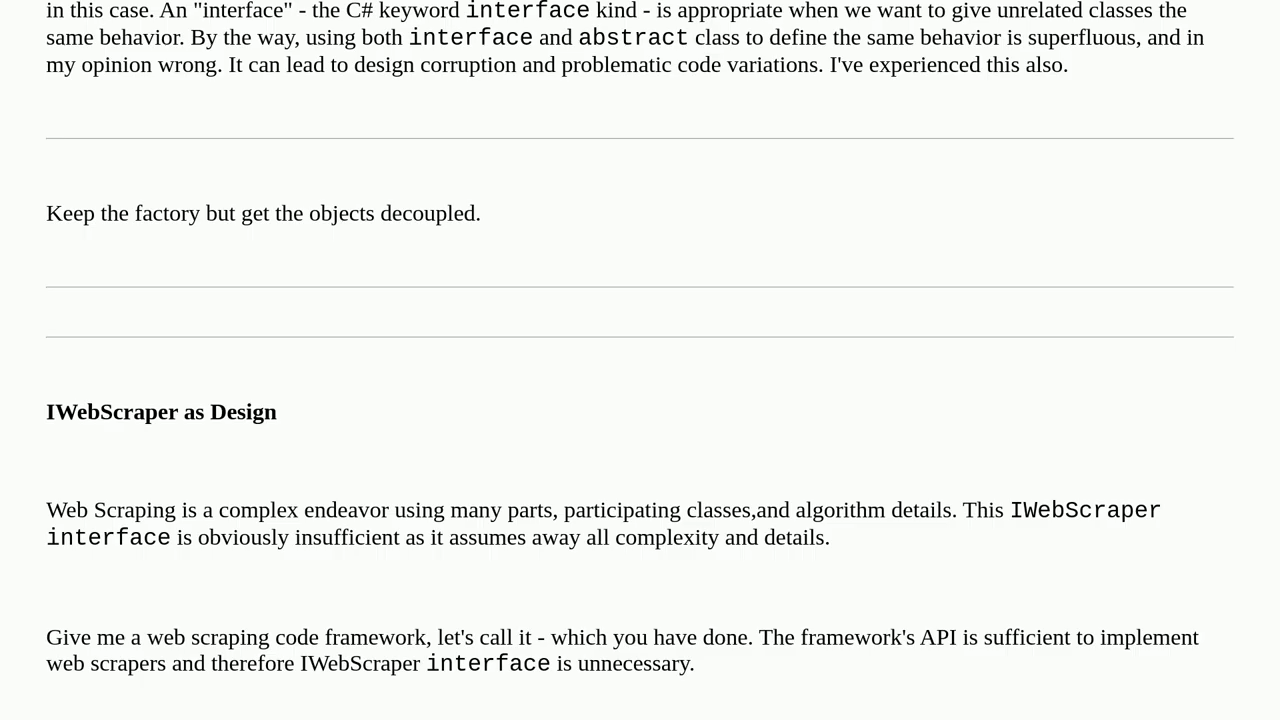 in this case. An "interface" - the C# keyword interface kind - is appropriate when we want to give unrelated classes the
same behavior. By the way, using both interface and abstract class to define the same behavior is superfluous, and in
my opinion wrong. It can lead to design corruption and problematic code variations. I've experienced this also.
Keep the factory but get the objects decoupled.
IWebScraper as Design
Web Scraping is a complex endeavor using many parts, participating classes,and algorithm details. This IWebScraper
interface is obviously insufficient as it assumes away all complexity and details.
Give me a web scraping code framework, let's call it - which you have done. The framework's API is sufficient to implement
web scrapers and therefore IWebScraper interface is unnecessary.